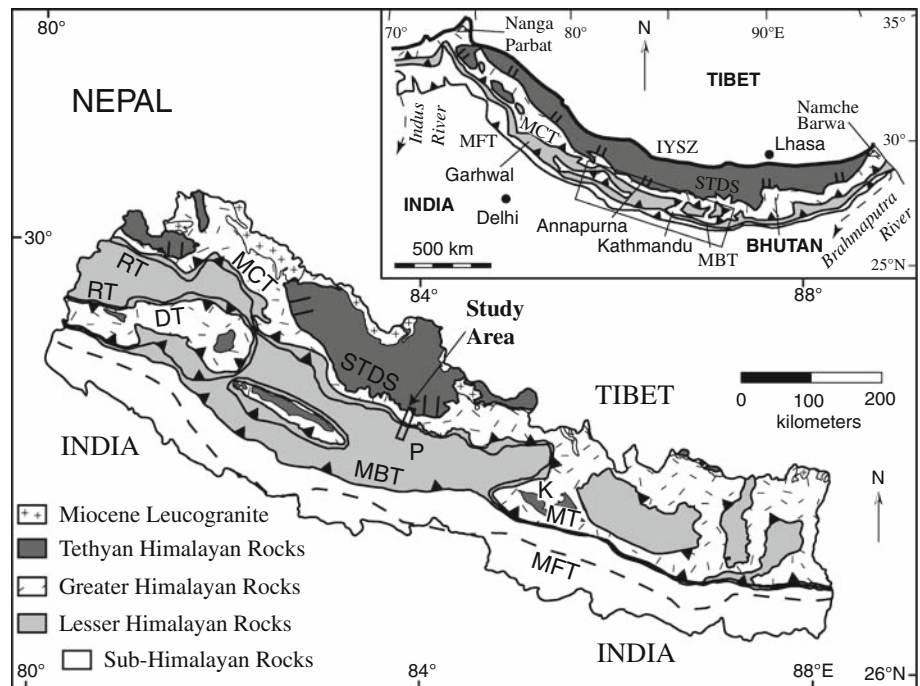 80°
NEPAL
30°
70°
Nanga
Parbat
80°
N
90°E
35°
TIBET
Namche
Barwa
30°
Indus
River
MFT
MCT
IYSZ
Lhasa
Garhwal
STDS
INDIA
Delhi
Annapurna
Kathmandu
BHUTAN
MBT
Brahmaputra
River
500 km
25°N
84°
88°
RT
RT
MCT
DT
Study
Area
STDS
TIBET
0 100 200
kilometers
INDIA
P
MBT
K
MT
N
MFT
INDIA
Miocene Leucogranite
Tethyan Himalayan Rocks
Greater Himalayan Rocks
Lesser Himalayan Rocks
Sub-Himalayan Rocks
80°
84°
88°E
26°N